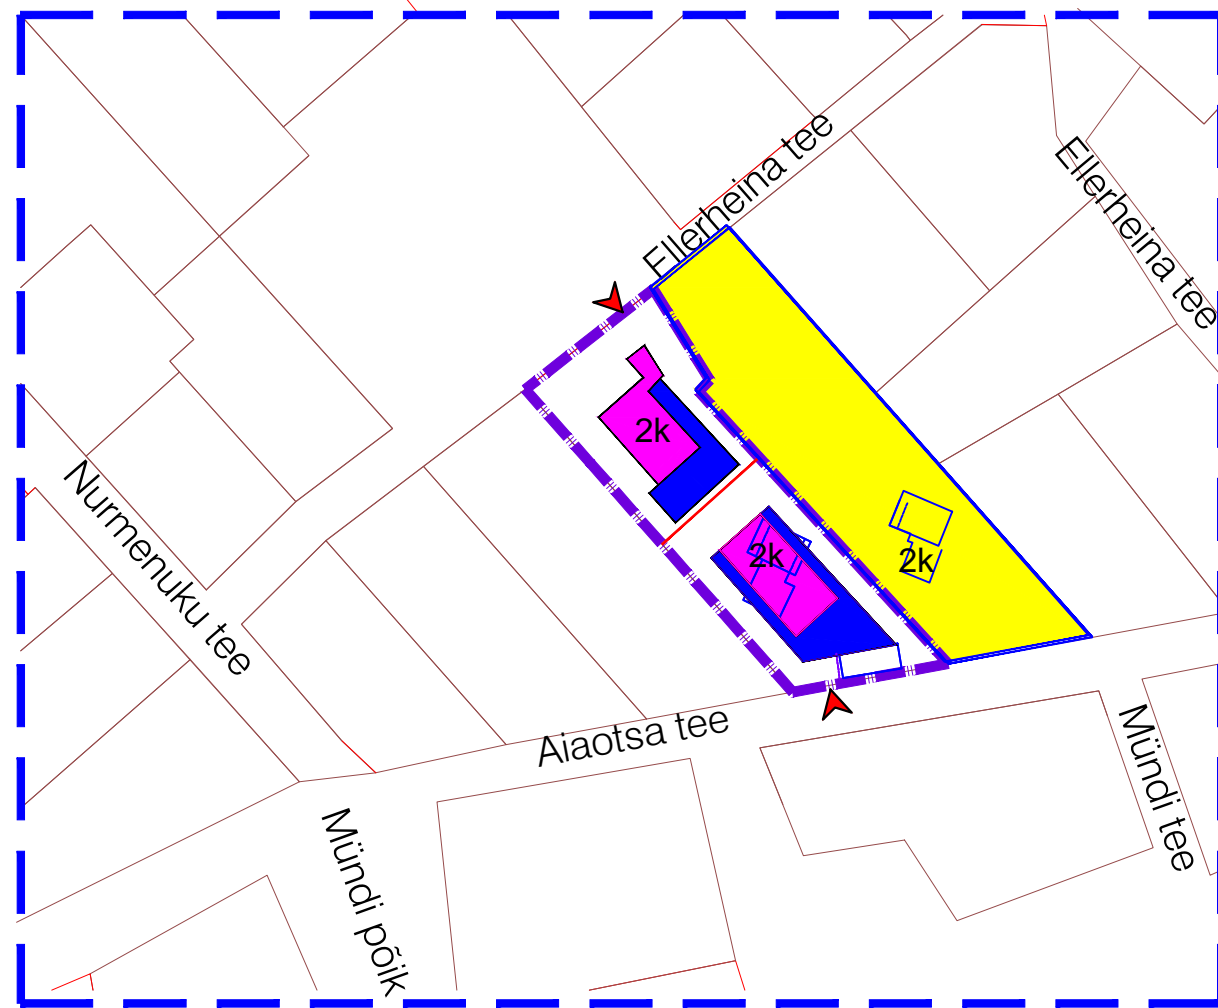 Ellerheina tee
Ellerheina tee
2k
Nurmenuku tee
2k
2k
Aiaotsa tee
Mündi tee
Mündi põik